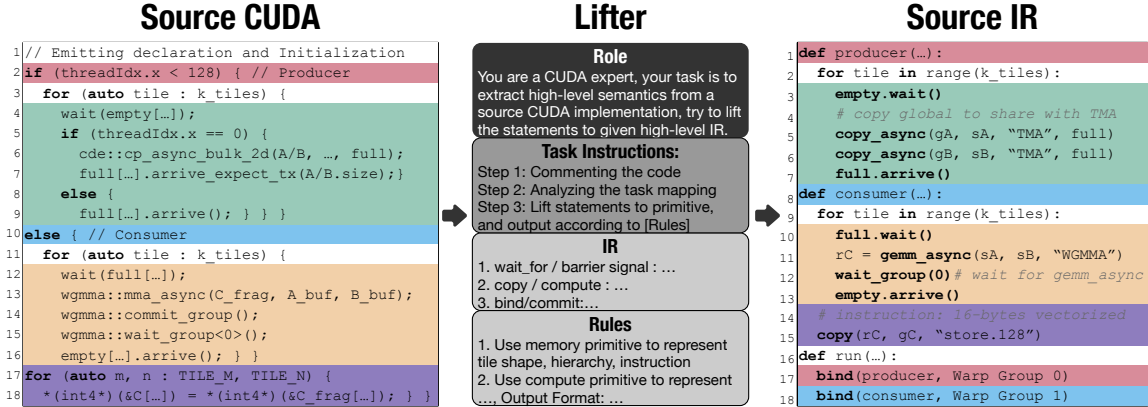 Source CUDA
1 // Emitting declaration and Initialization
2 if (threadIdx.x < 128) { // Producer
3 for (auto tile : k_tiles) {
4 wait(empty[…]);
5 if (threadIdx.x == 0) {
6 cde::cp_async_bulk_2d(A/B, …, full);
7 full[…].arrive_expect_tx(A/B.size);}
8 else {
9 full[…].arrive(); } } }
10 else { // Consumer
11 for (auto tile : k_tiles) {
12 wait(full[…]);
13 wgmma::mma_async(C_frag, A_buf, B_buf);
14 wgmma::commit_group();
15 wgmma::wait_group<0>();
16 empty[…].arrive(); } }
17 for (auto m, n : TILE_M, TILE_N) {
18 *(int4*)(&C[…]) = *(int4*)(&C_frag[…]); } }
Lifter
Role
You are a CUDA expert, your task is to
extract high-level semantics from a
source CUDA implementation, try to lift
the statements to given high-level IR.
Task Instructions:
Step 1: Commenting the code
Step 2: Analyzing the task mapping
Step 3: Lift statements to primitive,
and output according to [Rules]
IR
1. wait_for / barrier signal : …
2. copy / compute : …
3. bind/commit:…
Rules
1. Use memory primitive to represent
tile shape, hierarchy, instruction
2. Use compute primitive to represent
…, Output Format: …
Source IR
1 def producer(…):
2 for tile in range(k_tiles):
3 empty.wait()
4 # copy global to share with TMA
5 copy_async(gA, sA, “TMA”, full)
6 copy_async(gB, sB, “TMA”, full)
7 full.arrive()
8 def consumer(…):
9 for tile in range(k_tiles):
10 full.wait()
11 rC = gemm_async(sA, sB, “WGMMA”)
12 wait_group(0) # wait for gemm_async
13 empty.arrive()
14 # instruction: 16-bytes vectorized
15 copy(rC, gC, “store.128”)
16 def run(…):
17 bind(producer, Warp Group 0)
18 bind(consumer, Warp Group 1)